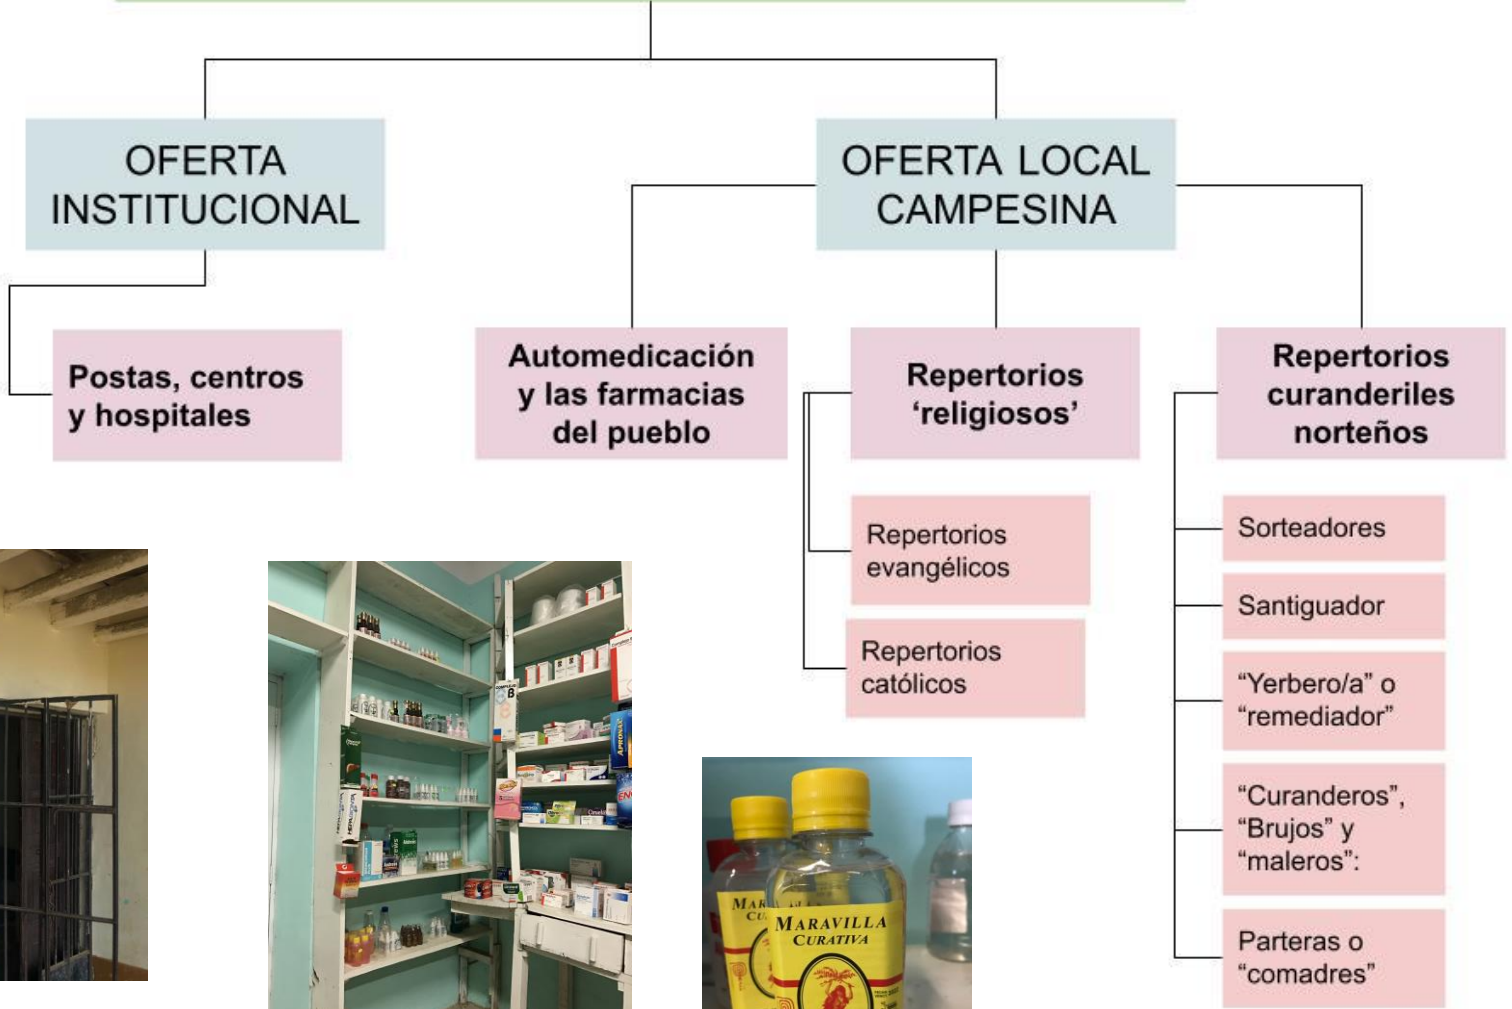 OFERTA
INSTITUCIONAL
OFERTA LOCAL
CAMPESINA
Postas, centros
y hospitales
Automedicación
y las farmacias
del pueblo
Repertorios
‘religiosos’
Repertorios
curanderiles
norteños
Repertorios
evangélicos
Repertorios
católicos
Sorteadores
Santiguador
“Yerbero/a” o
“remediador”
“Curanderos”,
“Brujos” y
“maleros”:
Parteras o
“comadres”
B
APRONAX
MARAVILLA
CURATIVA